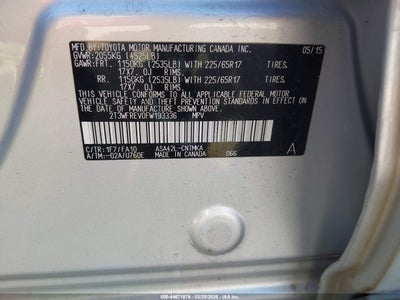 MFD.BY:TOYOTA MOTOR MANUFACTURING CANADA INC. 05/15
GVWR:2055KG (4525LB)
GAWR:FRT. 1150KG (2535LB) WITH 225/65R17 TIRES,
17X7.0J RIMS,
RR. 1150KG (2535LB) WITH 225/65R17 TIRES,
17X7.0J RIMS,
THIS VEHICLE CONFORMS TO ALL APPLICABLE FEDERAL
MOTOR VEHICLE SAFETY AND
THEFT PREVENTION STANDARDS IN EFFECT ON THE
DATE OF MANUFACTURE SHOWN ABOVE.
2T3WFREV0FW193336 MPV
C/TR:1F7/FA10 ASA42L-CNTMKA
A/TM:-02A/U760E MADE IN CANADA 066 A